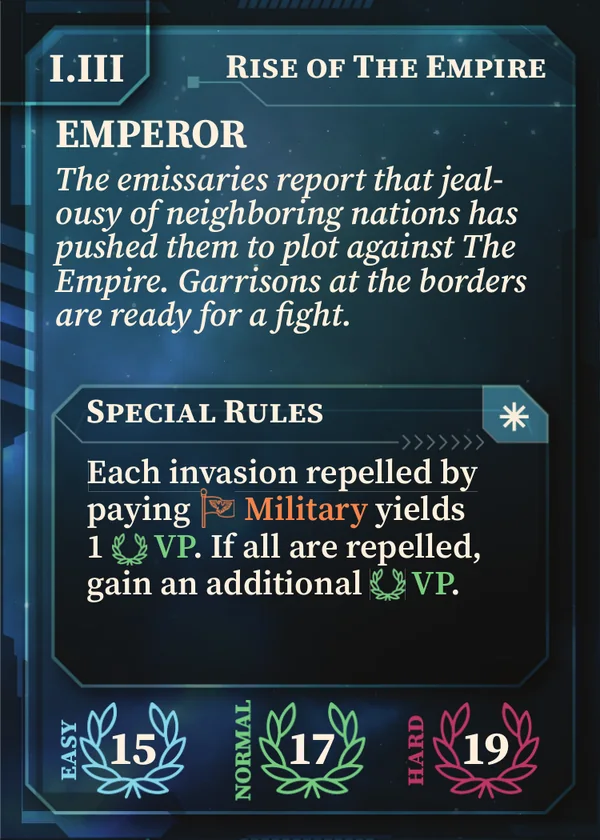 I.III
Rise of The Empire
EMPEROR
The emissaries report that jeal-
ousy of neighboring nations has
pushed them to plot against The
Empire. Garrisons at the borders
are ready for a fight.
Special Rules
Each invasion repelled by
paying Military yields
1 VP. If all are repelled,
gain an additional VP.
EASY 15
NORMAL 17
HARD 19